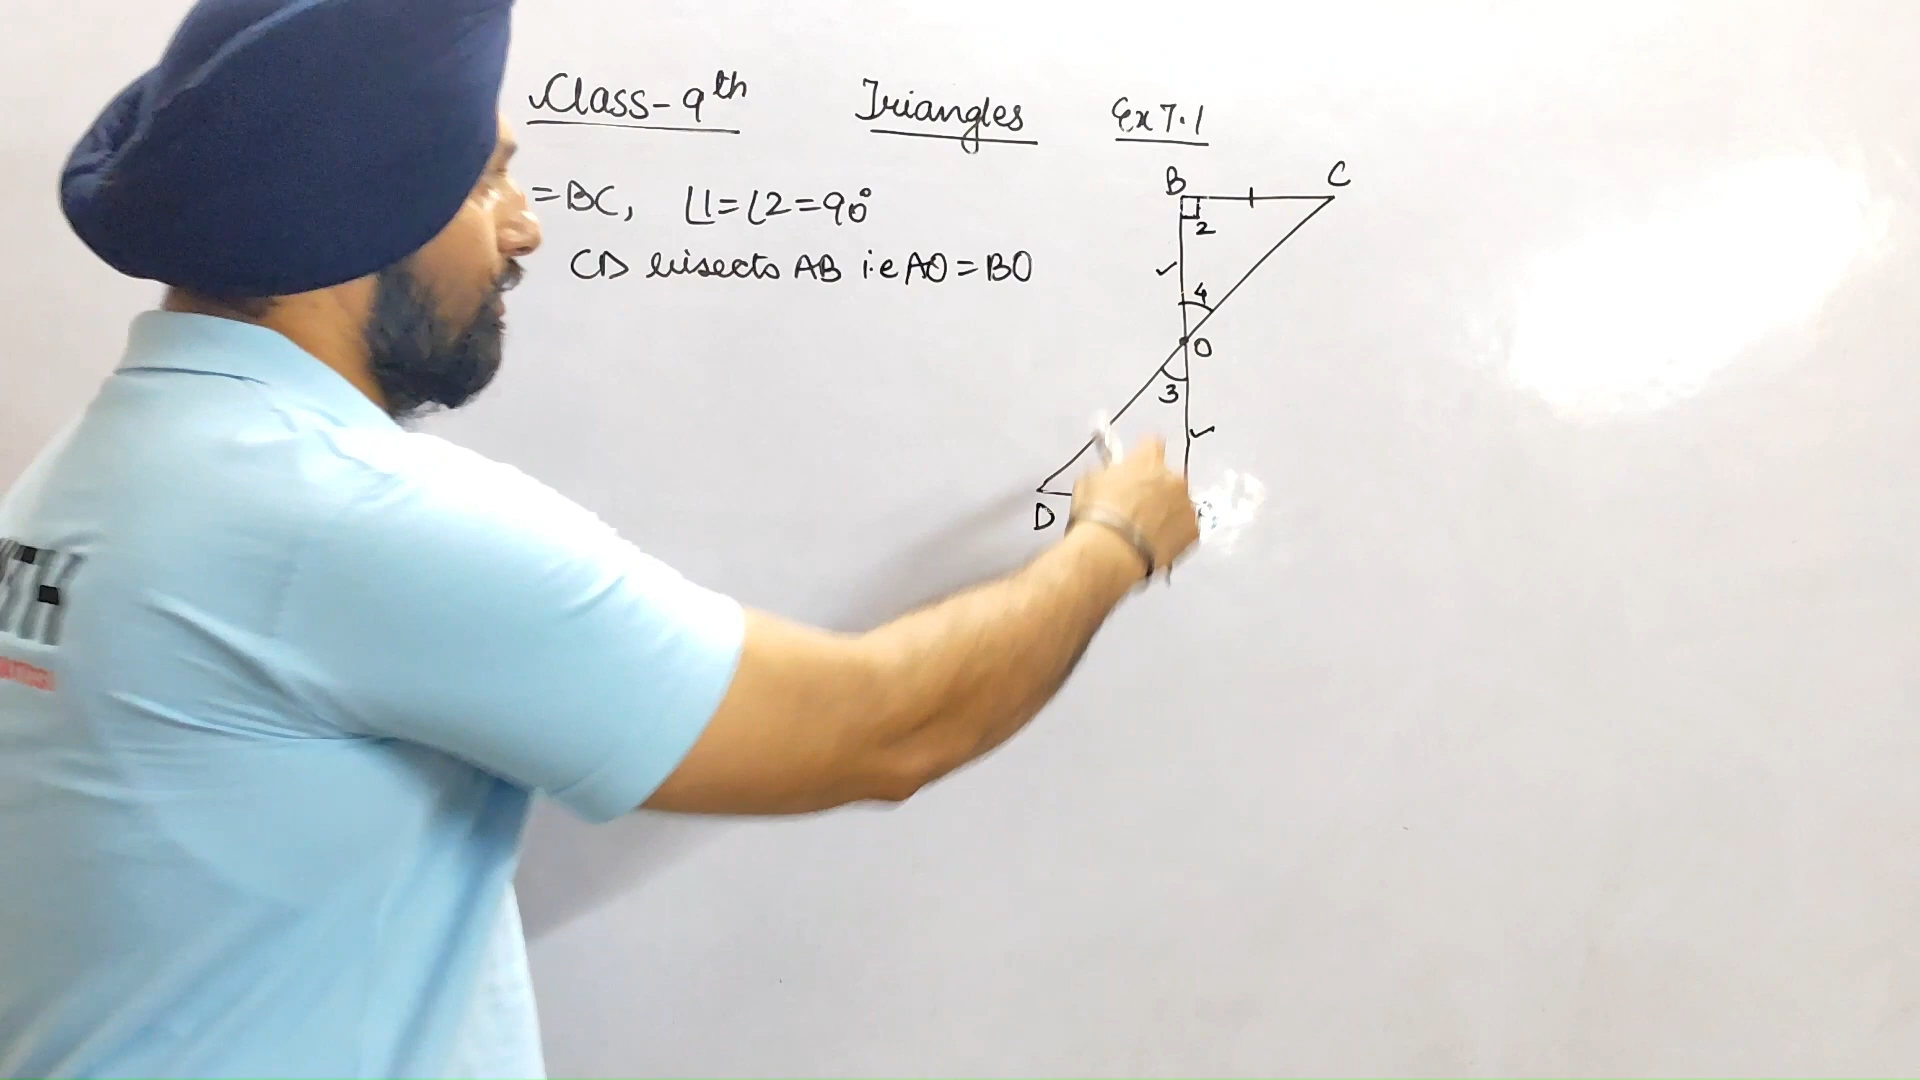 Class-9th Triangles Ex 7.1
=BC, ∠1=∠2=90°
CD bisects AB i.e AO=BO
B C
2
4
O
3
D